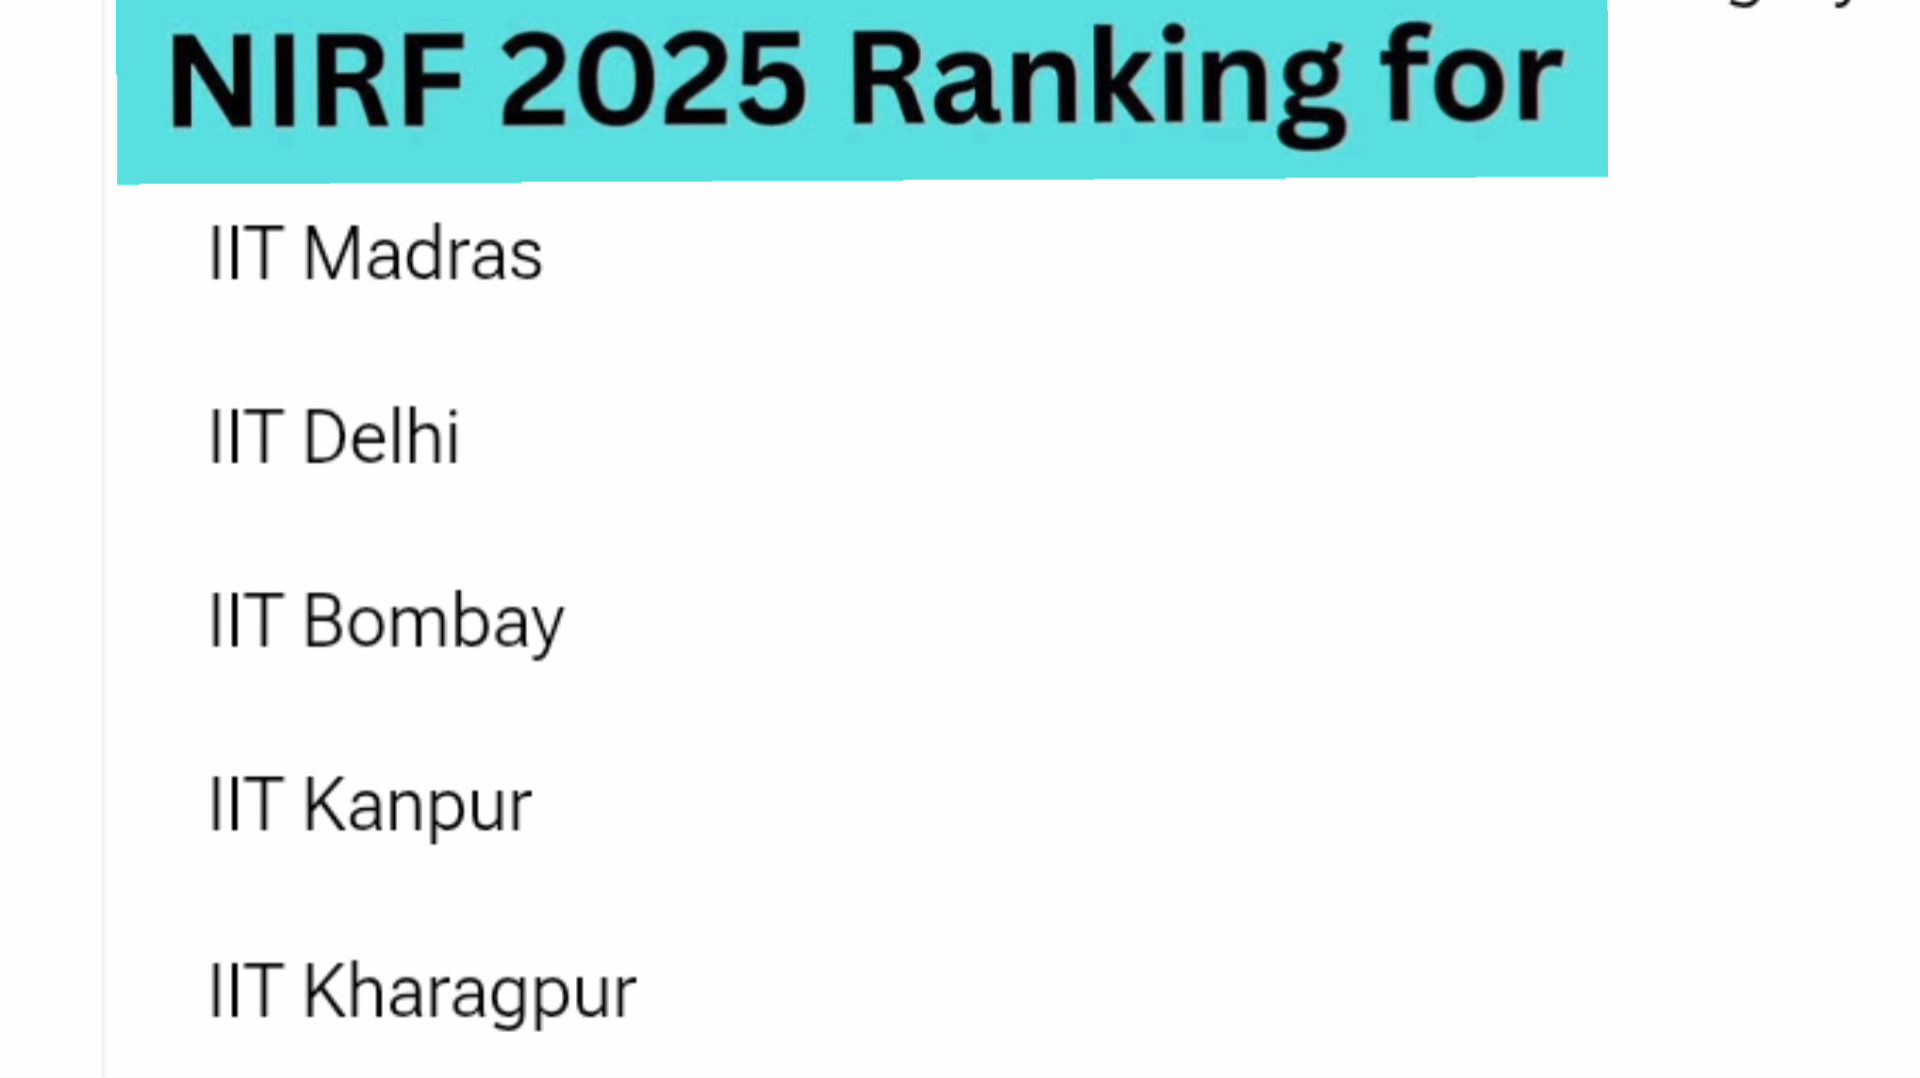 NIRF 2025 Ranking for
IIT Madras
IIT Delhi
IIT Bombay
IIT Kanpur
IIT Kharagpur